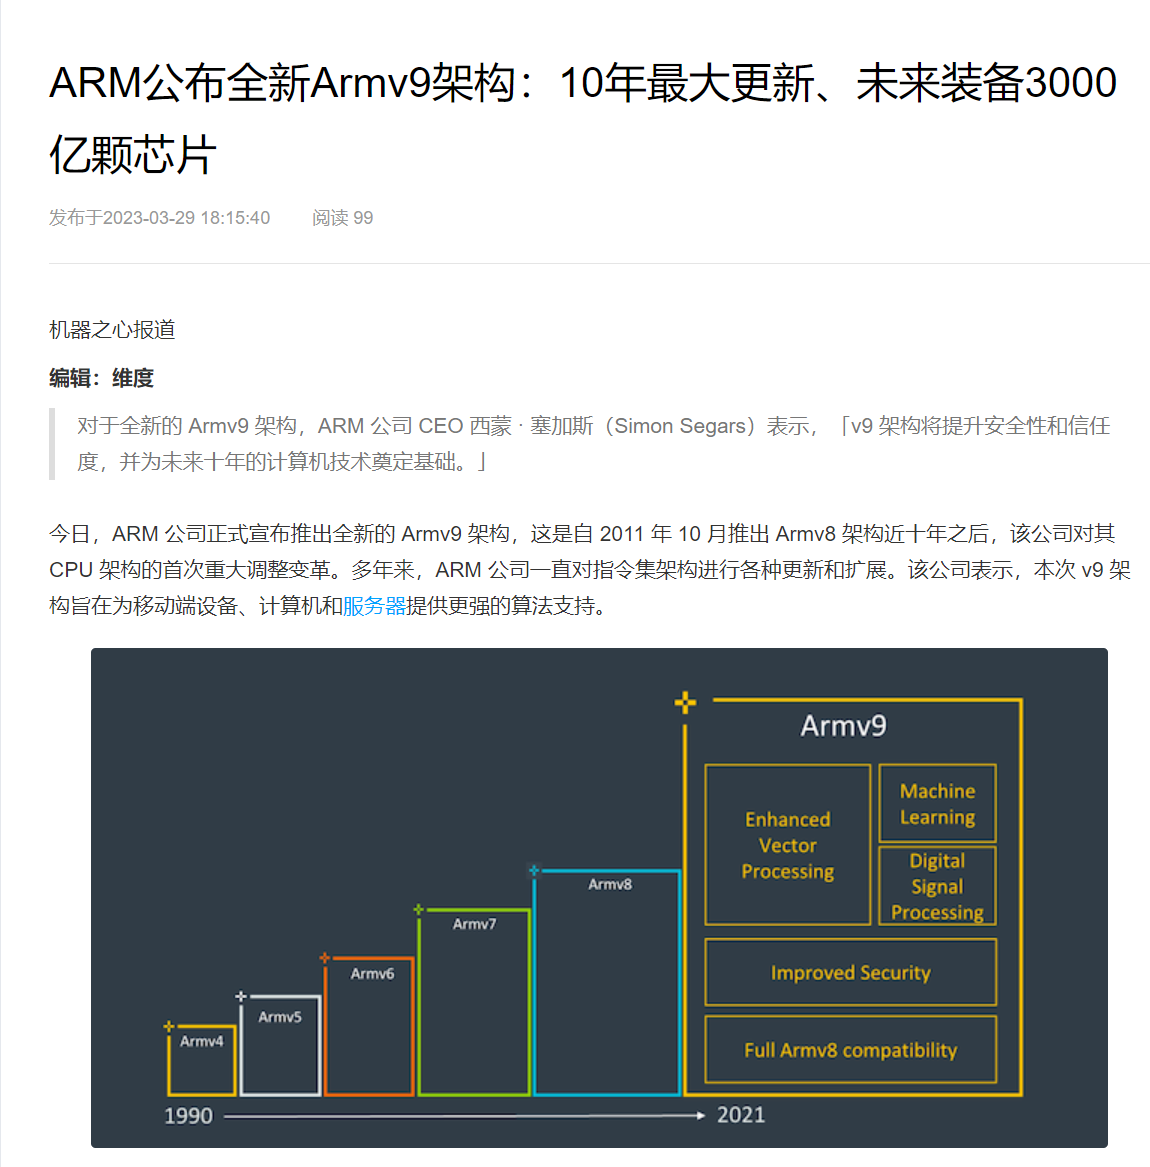 ARM公布全新Armv9架构：10年最大更新、未来装备3000
亿颗芯片
发布于2023-03-29 18:15:40 阅读 99
机器之心报道
编辑：维度
对于全新的 Armv9 架构，ARM 公司 CEO 西蒙 · 塞加斯（Simon Segars）表示，「v9 架构将提升安全性和信任
度，并为未来十年的计算机技术奠定基础。」
今日，ARM 公司正式宣布推出全新的 Armv9 架构，这是自 2011 年 10 月推出 Armv8 架构近十年之后，该公司对其
CPU 架构的首次重大调整变革。多年来，ARM 公司一直对指令集架构进行各种更新和扩展。该公司表示，本次 v9 架
构旨在为移动端设备、计算机和服务器提供更强的算法支持。
Armv4
Armv5
Armv6
Armv7
Armv8
Armv9
Enhanced
Vector
Processing
Machine
Learning
Digital
Signal
Processing
Improved Security
Full Armv8 compatibility
1990
2021